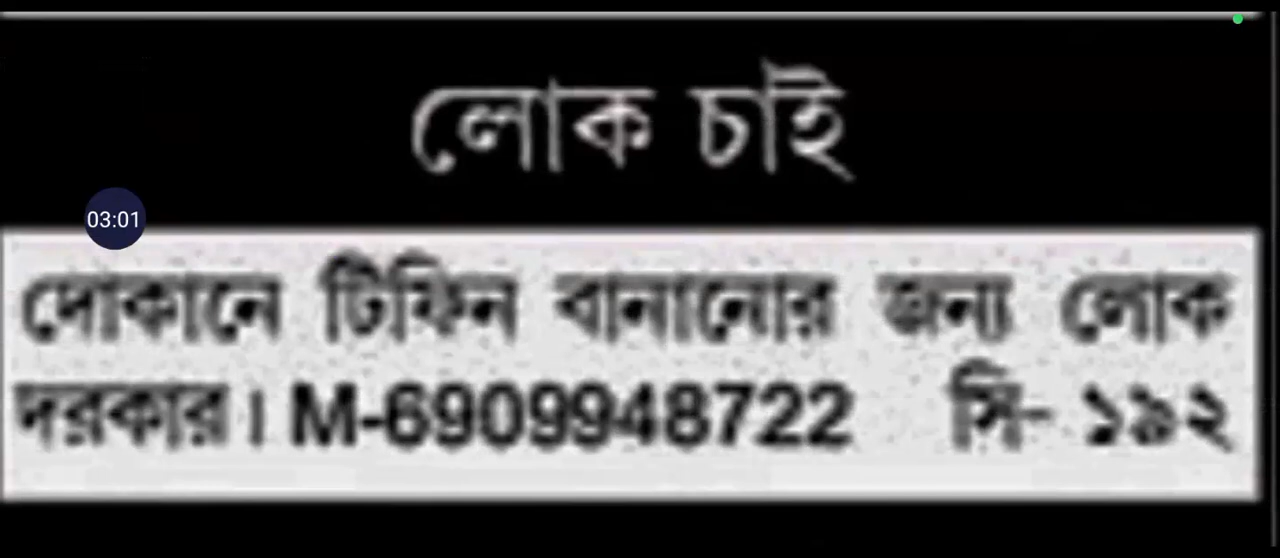 লোক চাই
03:01
দোকানে টিফিন বানানোর জন্য লোক
দরকার। M-6909948722 সি- ১৯২